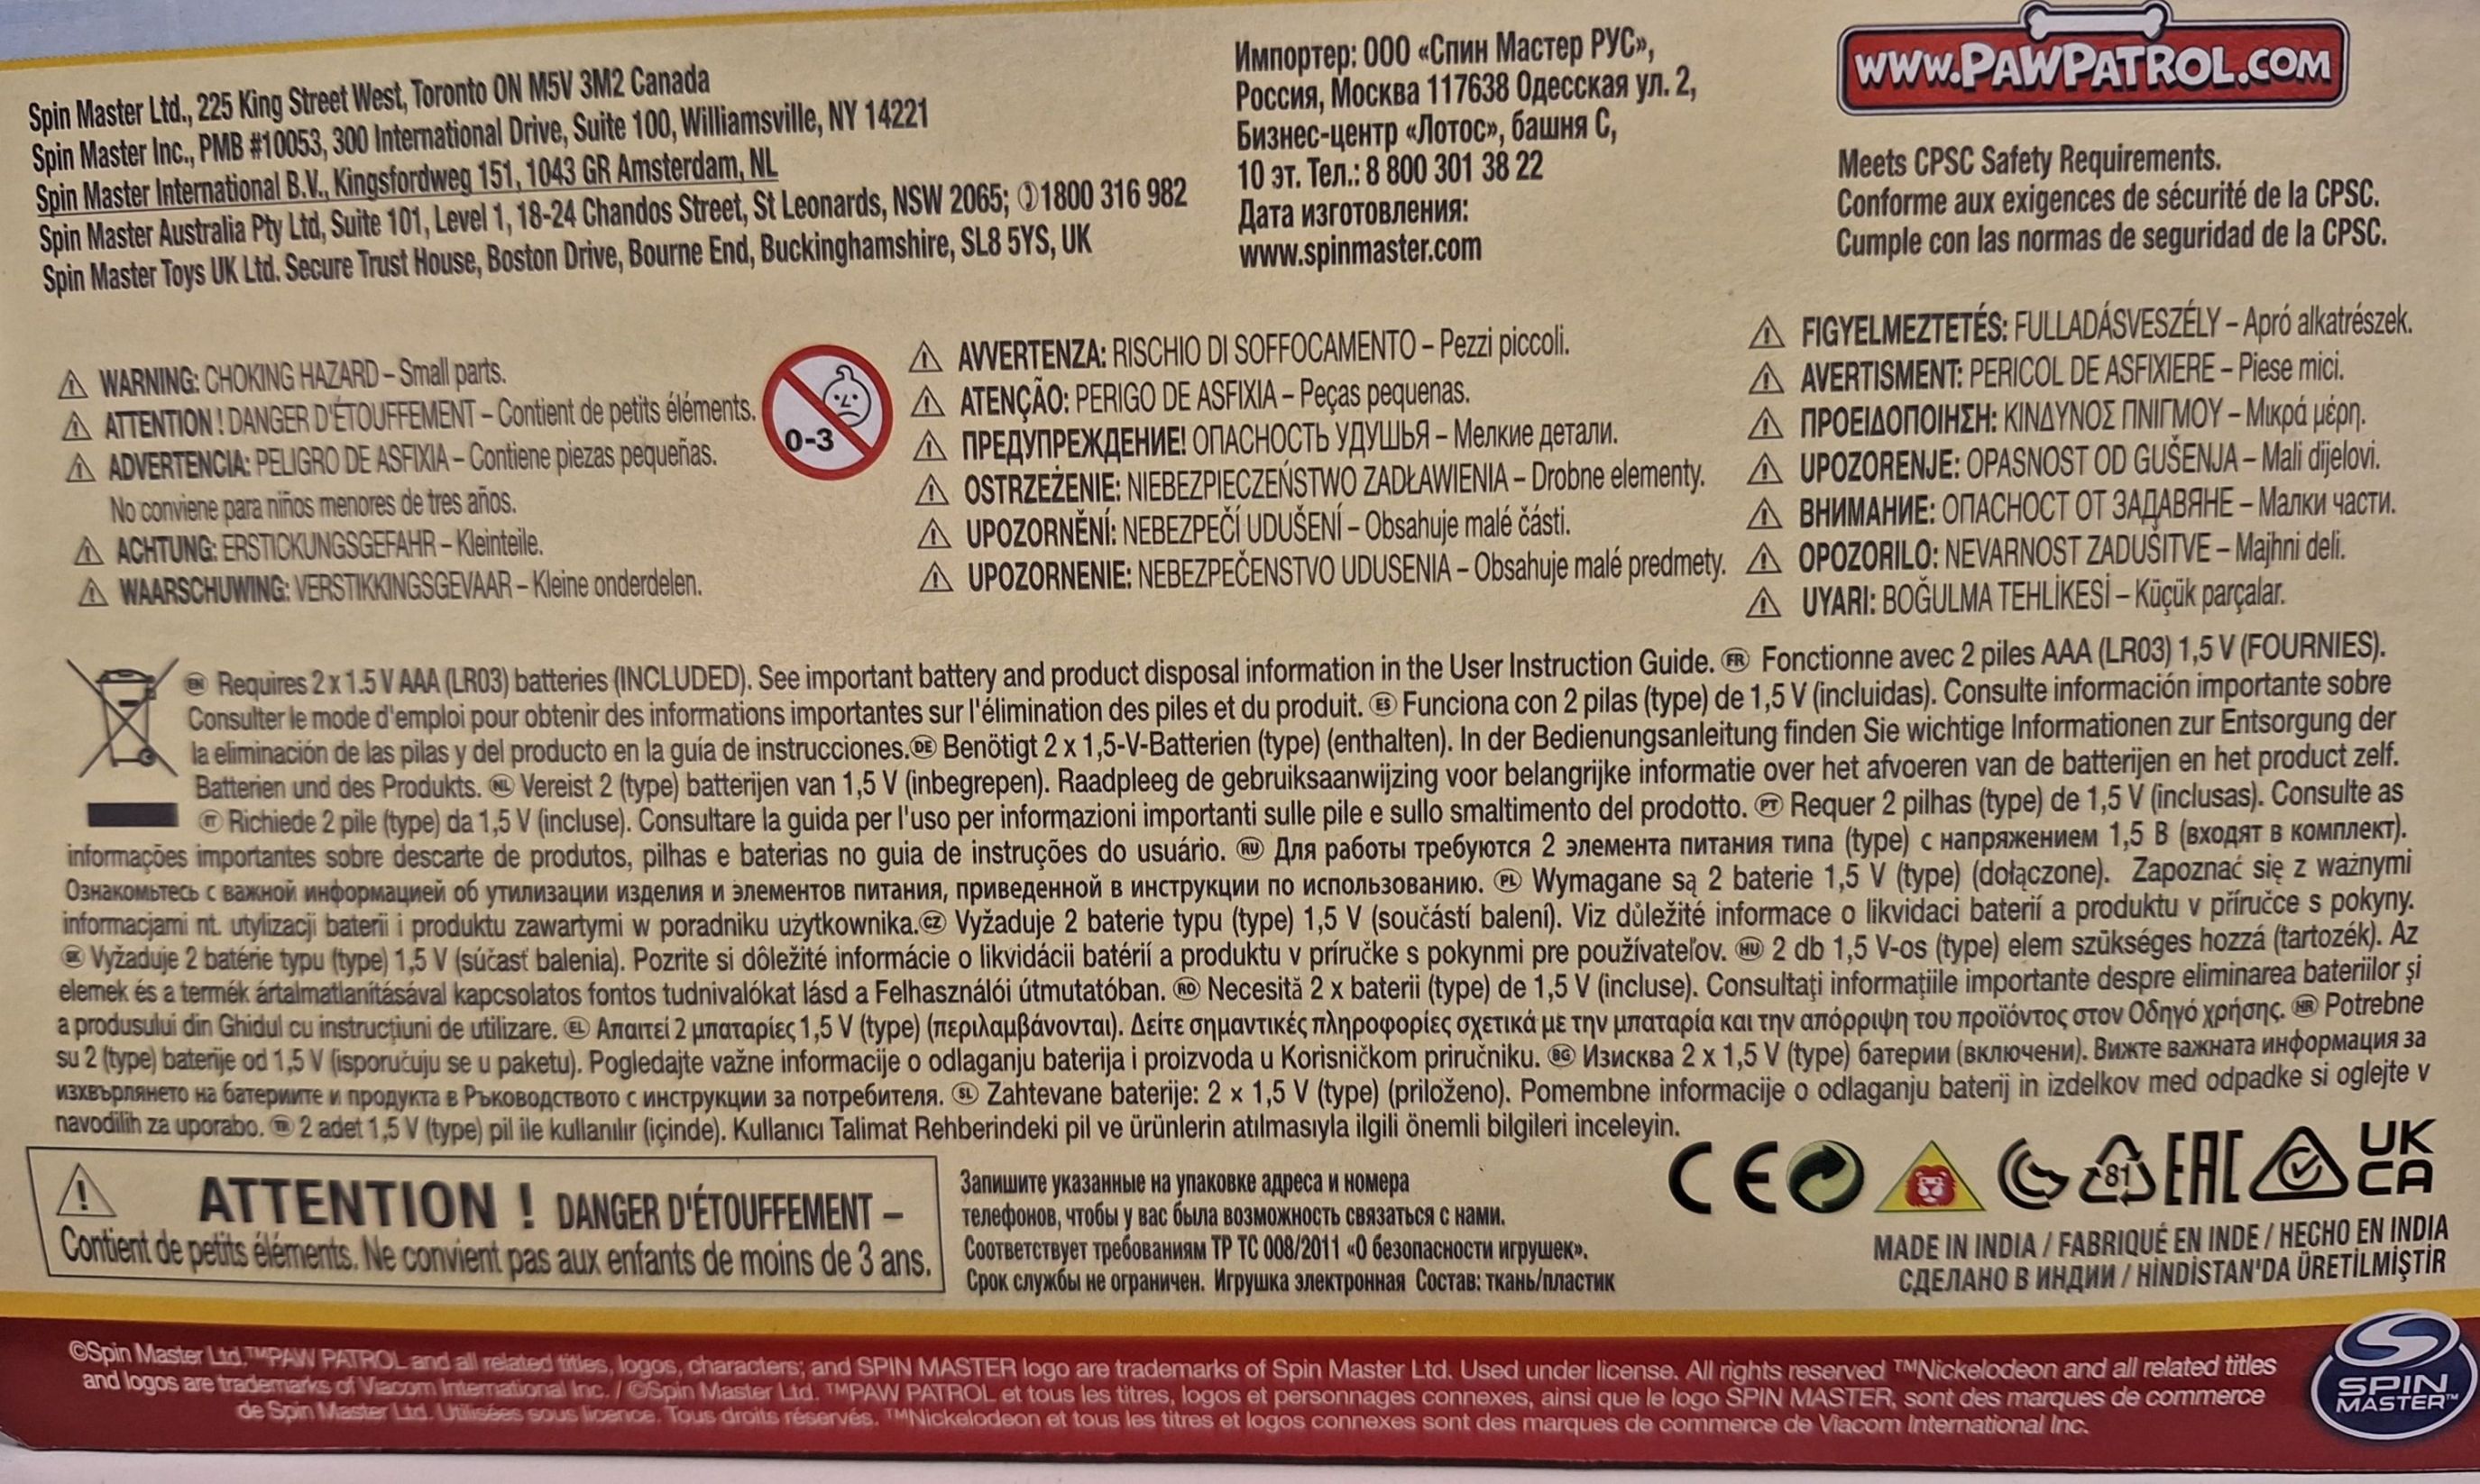 Spin Master Ltd., 225 King Street West, Toronto ON M5V 3M2 Canada
Spin Master Inc., PMB #10053, 300 International Drive, Suite 100, Williamsville, NY 14221
Spin Master International B.V., Kingsfordweg 151, 1043 GR Amsterdam, NL
Spin Master Australia Pty Ltd, Suite 101, Level 1, 18-24 Chandos Street, St Leonards, NSW 2065; ✆1800 316 982
Spin Master Toys UK Ltd. Secure Trust House, Boston Drive, Bourne End, Buckinghamshire, SL8 5YS, UK
Импортер: ООО «Спин Мастер РУС»,
Россия, Москва 117638 Одесская ул. 2,
Бизнес-центр «Лотос», башня С,
10 эт. Тел.: 8 800 301 38 22
Дата изготовления:
www.spinmaster.com
WWW.PAWPATROL.COM
Meets CPSC Safety Requirements.
Conforme aux exigences de sécurité de la CPSC.
Cumple con las normas de seguridad de la CPSC.
⚠ WARNING: CHOKING HAZARD – Small parts.
⚠ ATTENTION ! DANGER D'ÉTOUFFEMENT – Contient de petits éléments.
⚠ ADVERTENCIA: PELIGRO DE ASFIXIA – Contiene piezas pequeñas.
No conviene para niños menores de tres años.
⚠ ACHTUNG: ERSTICKUNGSGEFAHR – Kleinteile.
⚠ WAARSCHUWING: VERSTIKKINGSGEVAAR – Kleine onderdelen.
0-3
⚠ AVVERTENZA: RISCHIO DI SOFFOCAMENTO – Pezzi piccoli.
⚠ ATENÇÃO: PERIGO DE ASFIXIA – Peças pequenas.
⚠ ПРЕДУПРЕЖДЕНИЕ! ОПАСНОСТЬ УДУШЬЯ – Мелкие детали.
⚠ OSTRZEŻENIE: NIEBEZPIECZEŃSTWO ZADŁAWIENIA – Drobne elementy.
⚠ UPOZORNĚNÍ: NEBEZPEČÍ UDUŠENÍ – Obsahuje malé části.
⚠ UPOZORNENIE: NEBEZPEČENSTVO UDUSENIA – Obsahuje malé predmety.
⚠ FIGYELMEZTETÉS: FULLADÁSVESZÉLY – Apró alkatrészek.
⚠ AVERTISMENT: PERICOL DE ASFIXIERE – Piese mici.
⚠ ΠΡΟΕΙΔΟΠΟΙΗΣΗ: ΚΙΝΔΥΝΟΣ ΠΝΙΓΜΟΥ – Μικρά μέρη.
⚠ UPOZORENJE: OPASNOST OD GUŠENJA – Mali dijelovi.
⚠ ВНИМАНИЕ: ОПАСНОСТ ОТ ЗАДАВЯНЕ – Малки части.
⚠ OPOZORILO: NEVARNOST ZADUŠITVE – Majhni deli.
⚠ UYARI: BOĞULMA TEHLİKESİ – Küçük parçalar.
EN Requires 2 x 1.5 V AAA (LR03) batteries (INCLUDED). See important battery and product disposal information in the User Instruction Guide. FR Fonctionne avec 2 piles AAA (LR03) 1,5 V (FOURNIES).
Consulter le mode d'emploi pour obtenir des informations importantes sur l'élimination des piles et du produit. ES Funciona con 2 pilas (type) de 1,5 V (incluidas). Consulte información importante sobre
la eliminación de las pilas y del producto en la guía de instrucciones. DE Benötigt 2 x 1,5-V-Batterien (type) (enthalten). In der Bedienungsanleitung finden Sie wichtige Informationen zur Entsorgung der
Batterien und des Produkts. NL Vereist 2 (type) batterijen van 1,5 V (inbegrepen). Raadpleeg de gebruiksaanwijzing voor belangrijke informatie over het afvoeren van de batterijen en het product zelf.
IT Richiede 2 pile (type) da 1,5 V (incluse). Consultare la guida per l'uso per informazioni importanti sulle pile e sullo smaltimento del prodotto. PT Requer 2 pilhas (type) de 1,5 V (inclusas). Consulte as
informações importantes sobre descarte de produtos, pilhas e baterias no guia de instruções do usuário. RU Для работы требуются 2 элемента питания типа (type) с напряжением 1,5 В (входят в комплект).
Ознакомьтесь с важной информацией об утилизации изделия и элементов питания, приведенной в инструкции по использованию. PL Wymagane są 2 baterie 1,5 V (type) (dołączone). Zapoznać się z ważnymi
informacjami nt. utylizacji baterii i produktu zawartymi w poradniku użytkownika. CZ Vyžaduje 2 baterie typu (type) 1,5 V (součástí balení). Viz důležité informace o likvidaci baterií a produktu v příručce s pokyny.
SK Vyžaduje 2 batérie typu (type) 1,5 V (súčasť balenia). Pozrite si dôležité informácie o likvidácii batérií a produktu v príručke s pokynmi pre používateľov. HU 2 db 1,5 V-os (type) elem szükséges hozzá (tartozék). Az
elemek és a termék ártalmatlanításával kapcsolatos fontos tudnivalókat lásd a Felhasználói útmutatóban. RO Necesită 2 x baterii (type) de 1,5 V (incluse). Consultaţi informaţiile importante despre eliminarea bateriilor şi
a produsului din Ghidul cu instrucţiuni de utilizare. EL Απαιτεί 2 μπαταρίες 1,5 V (type) (περιλαμβάνονται). Δείτε σημαντικές πληροφορίες σχετικά με την μπαταρία και την απόρριψη του προϊόντος στον Οδηγό χρήσης. HR Potrebne
su 2 (type) baterije od 1,5 V (isporučuju se u paketu). Pogledajte važne informacije o odlaganju baterija i proizvoda u Korisničkom priručniku. BG Изисква 2 x 1,5 V (type) батерии (включени). Вижте важната информация за
изхвърлянето на батериите и продукта в Ръководството с инструкции за потребителя. SL Zahtevane baterije: 2 × 1,5 V (type) (priloženo). Pomembne informacije o odlaganju baterij in izdelkov med odpadke si oglejte v
navodilih za uporabo. TR 2 adet 1,5 V (type) pil ile kullanılır (içinde). Kullanıcı Talimat Rehberindeki pil ve ürünlerin atılmasıyla ilgili önemli bilgileri inceleyin.
⚠ ATTENTION ! DANGER D'ÉTOUFFEMENT –
Contient de petits éléments. Ne convient pas aux enfants de moins de 3 ans.
Запишите указанные на упаковке адреса и номера
телефонов, чтобы у вас была возможность связаться с нами.
Соответствует требованиям ТР ТС 008/2011 «О безопасности игрушек».
Срок службы не ограничен. Игрушка электронная Состав: ткань/пластик
CE 81 EAC UK CA
MADE IN INDIA / FABRIQUÉ EN INDE / HECHO EN INDIA
СДЕЛАНО В ИНДИИ / HİNDİSTAN'DA ÜRETİLMİŞTİR
©Spin Master Ltd.™PAW PATROL and all related titles, logos, characters; and SPIN MASTER logo are trademarks of Spin Master Ltd. Used under license. All rights reserved ™Nickelodeon and all related titles
and logos are trademarks of Viacom International Inc. / ©Spin Master Ltd. ™PAW PATROL et tous les titres, logos et personnages connexes, ainsi que le logo SPIN MASTER, sont des marques de commerce
de Spin Master Ltd. Utilisées sous licence. Tous droits réservés. ™Nickelodeon et tous les titres et logos connexes sont des marques de commerce de Viacom International Inc.
SPIN
MASTER™